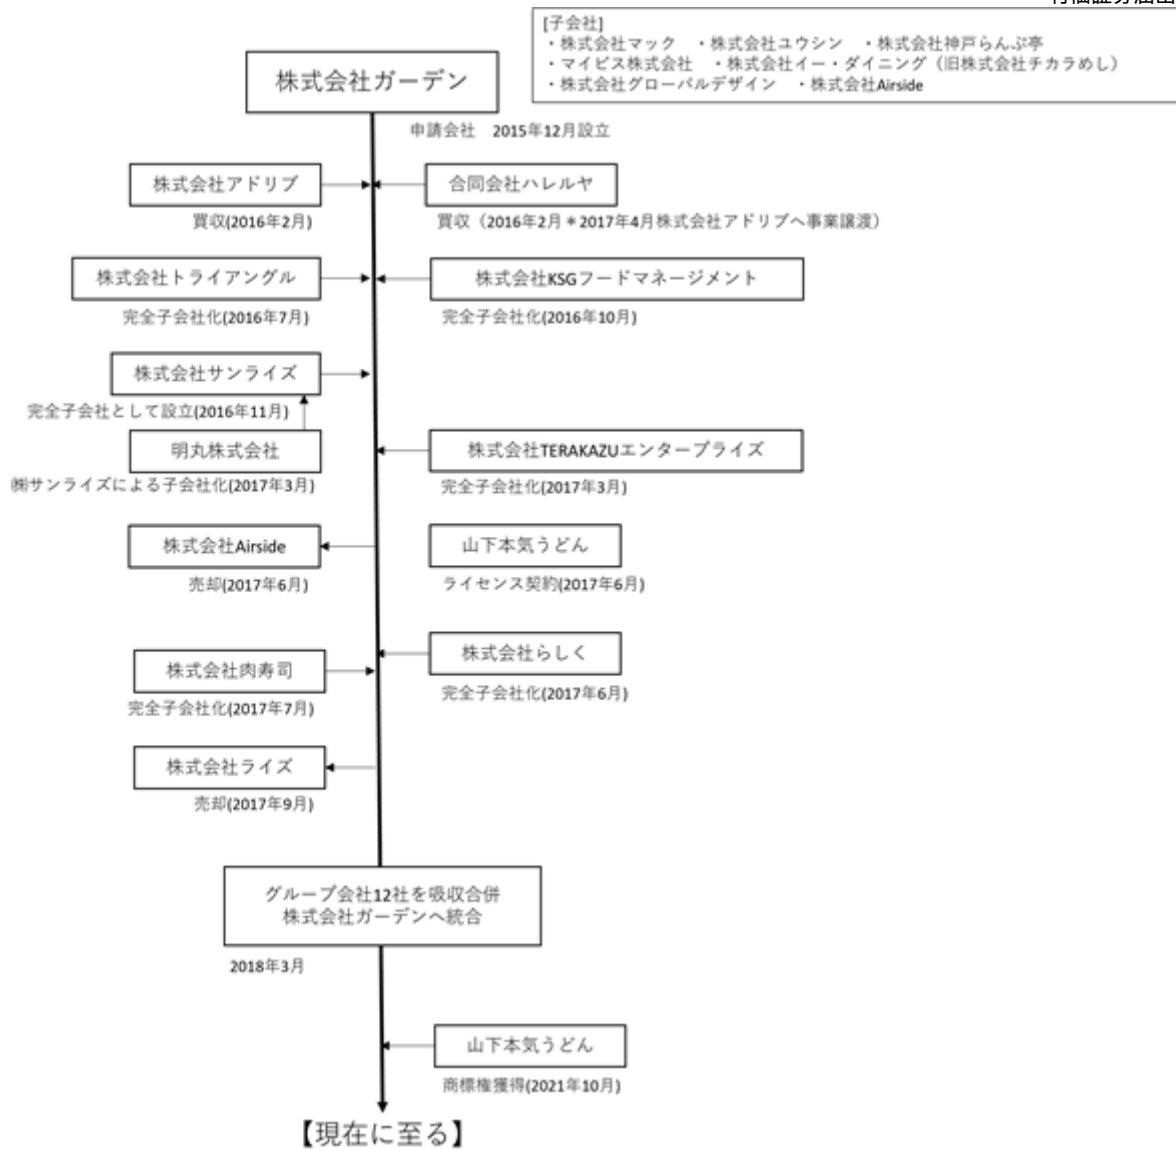 [子会社]
・株式会社マック　・株式会社ユウシン　・株式会社神戸らんぷ亭
・マイビス株式会社　・株式会社イー・ダイニング（旧株式会社チカラめし）
・株式会社グローバルデザイン　・株式会社Airside
株式会社ガーデン
申請会社　2015年12月設立
株式会社アドリブ
買収(2016年2月)
合同会社ハレルヤ
買収（2016年2月＊2017年4月株式会社アドリブへ事業譲渡）
株式会社トライアングル
完全子会社化(2016年7月)
株式会社KSGフードマネージメント
完全子会社化(2016年10月)
株式会社サンライズ
完全子会社として設立(2016年11月)
明丸株式会社
㈱サンライズによる子会社化(2017年3月)
株式会社TERAKAZUエンタープライズ
完全子会社化(2017年3月)
株式会社Airside
売却(2017年6月)
山下本気うどん
ライセンス契約(2017年6月)
株式会社らしく
完全子会社化(2017年6月)
株式会社肉寿司
完全子会社化(2017年7月)
株式会社ライズ
売却(2017年9月)
グループ会社12社を吸収合併
株式会社ガーデンへ統合
2018年3月
山下本気うどん
商標権獲得(2021年10月)
【現在に至る】